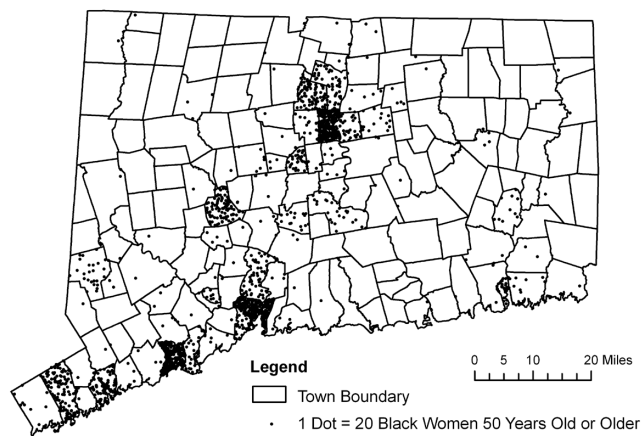 Legend
Town Boundary
1 Dot = 20 Black Women 50 Years Old or Older
0 5 10 20 Miles